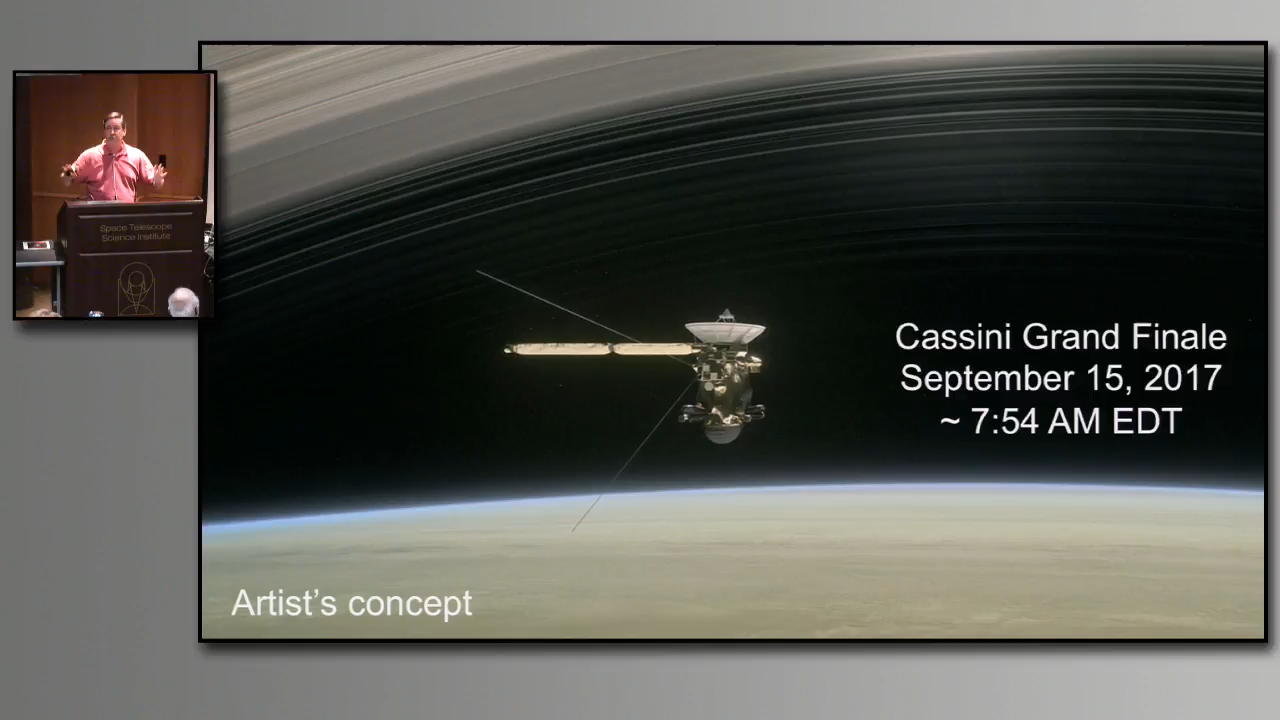 Space Telescope
Science Institute
Cassini Grand Finale
September 15, 2017
~ 7:54 AM EDT
Artist's concept